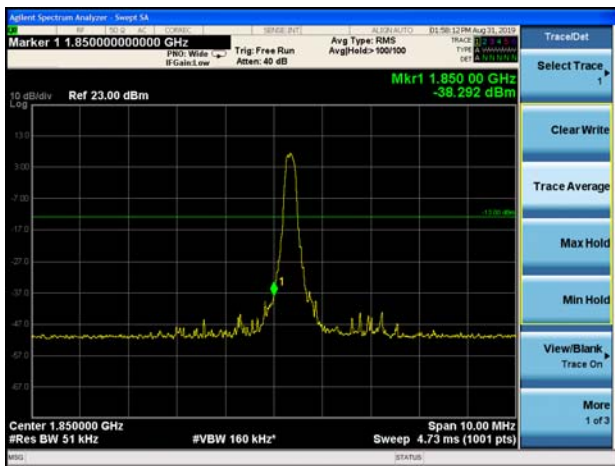 Agilent Spectrum Analyzer - Swept SA
RF 50 Ω AC CORREC SENSE:INT ALIGN AUTO 01:58:12 PM Aug 31, 2019
Marker 1 1.850000000000 GHz
PNO: Wide
IFGain:Low
Trig: Free Run
Atten: 40 dB
Avg Type: RMS
Avg|Hold:> 100/100
TRACE 1 2 3 4 5 6
TYPE A
DET A N N N N N
Mkr1 1.850 00 GHz
-38.292 dBm
10 dB/div
Log
Ref 23.00 dBm
13.0
3.00
-7.00
-13.00 dBm
-17.0
-27.0
-37.0
1
-47.0
-57.0
-67.0
Center 1.850000 GHz
Span 10.00 MHz
#Res BW 51 kHz
#VBW 160 kHz*
Sweep 4.73 ms (1001 pts)
MSG
STATUS
Trace/Det
Select Trace
1
Clear Write
Trace Average
Max Hold
Min Hold
View/Blank
Trace On
More
1 of 3